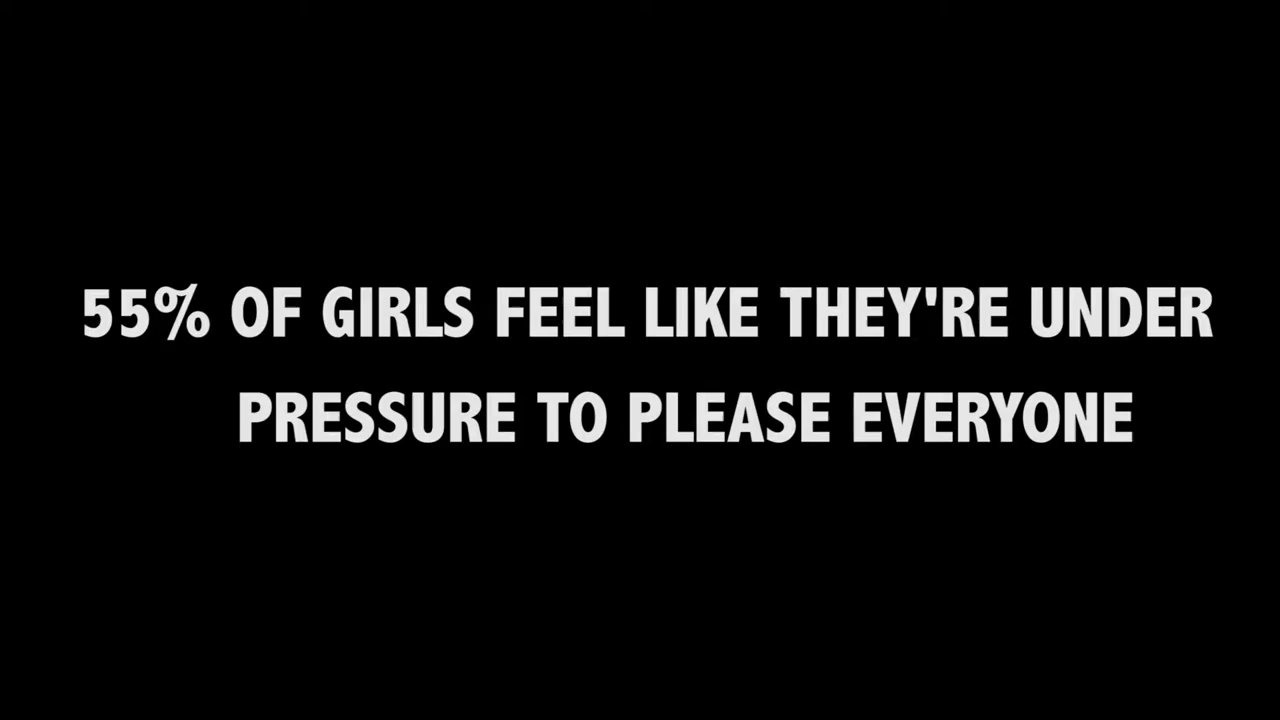 55% OF GIRLS FEEL LIKE THEY'RE UNDER
PRESSURE TO PLEASE EVERYONE